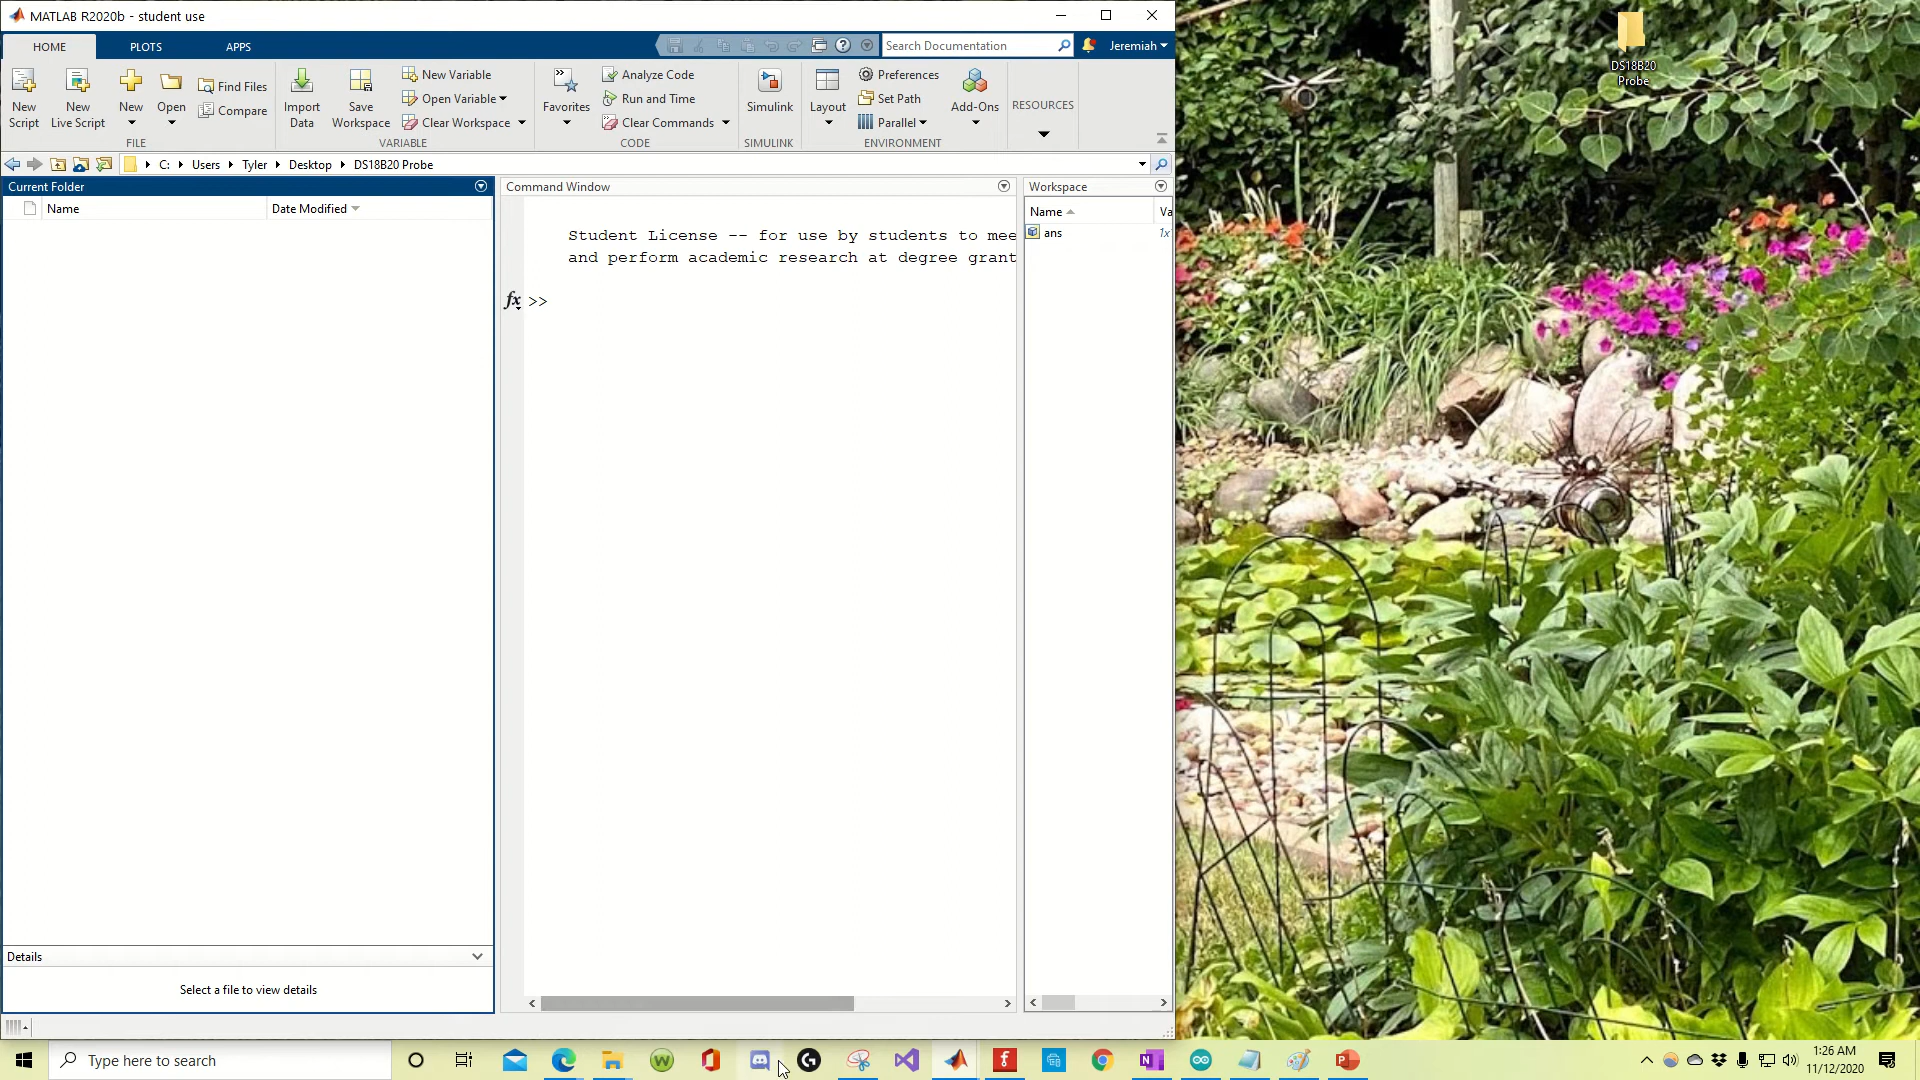 MATLAB R2020b - student use
HOME PLOTS APPS
Search Documentation
Jeremiah
New Script
New Live Script
New
Open
Find Files
Compare
FILE
Import Data
Save Workspace
New Variable
Open Variable
Clear Workspace
VARIABLE
Favorites
Analyze Code
Run and Time
Clear Commands
CODE
Simulink
SIMULINK
Layout
Preferences
Set Path
Parallel
ENVIRONMENT
Add-Ons
RESOURCES
C: Users Tyler Desktop DS18B20 Probe
Current Folder
Name Date Modified
Details
Select a file to view details
Command Window
Student License -- for use by students to mee
and perform academic research at degree grant
fx >>
Workspace
Name Va
ans 1x
DS18B20
Probe
Type here to search
1:26 AM
11/12/2020